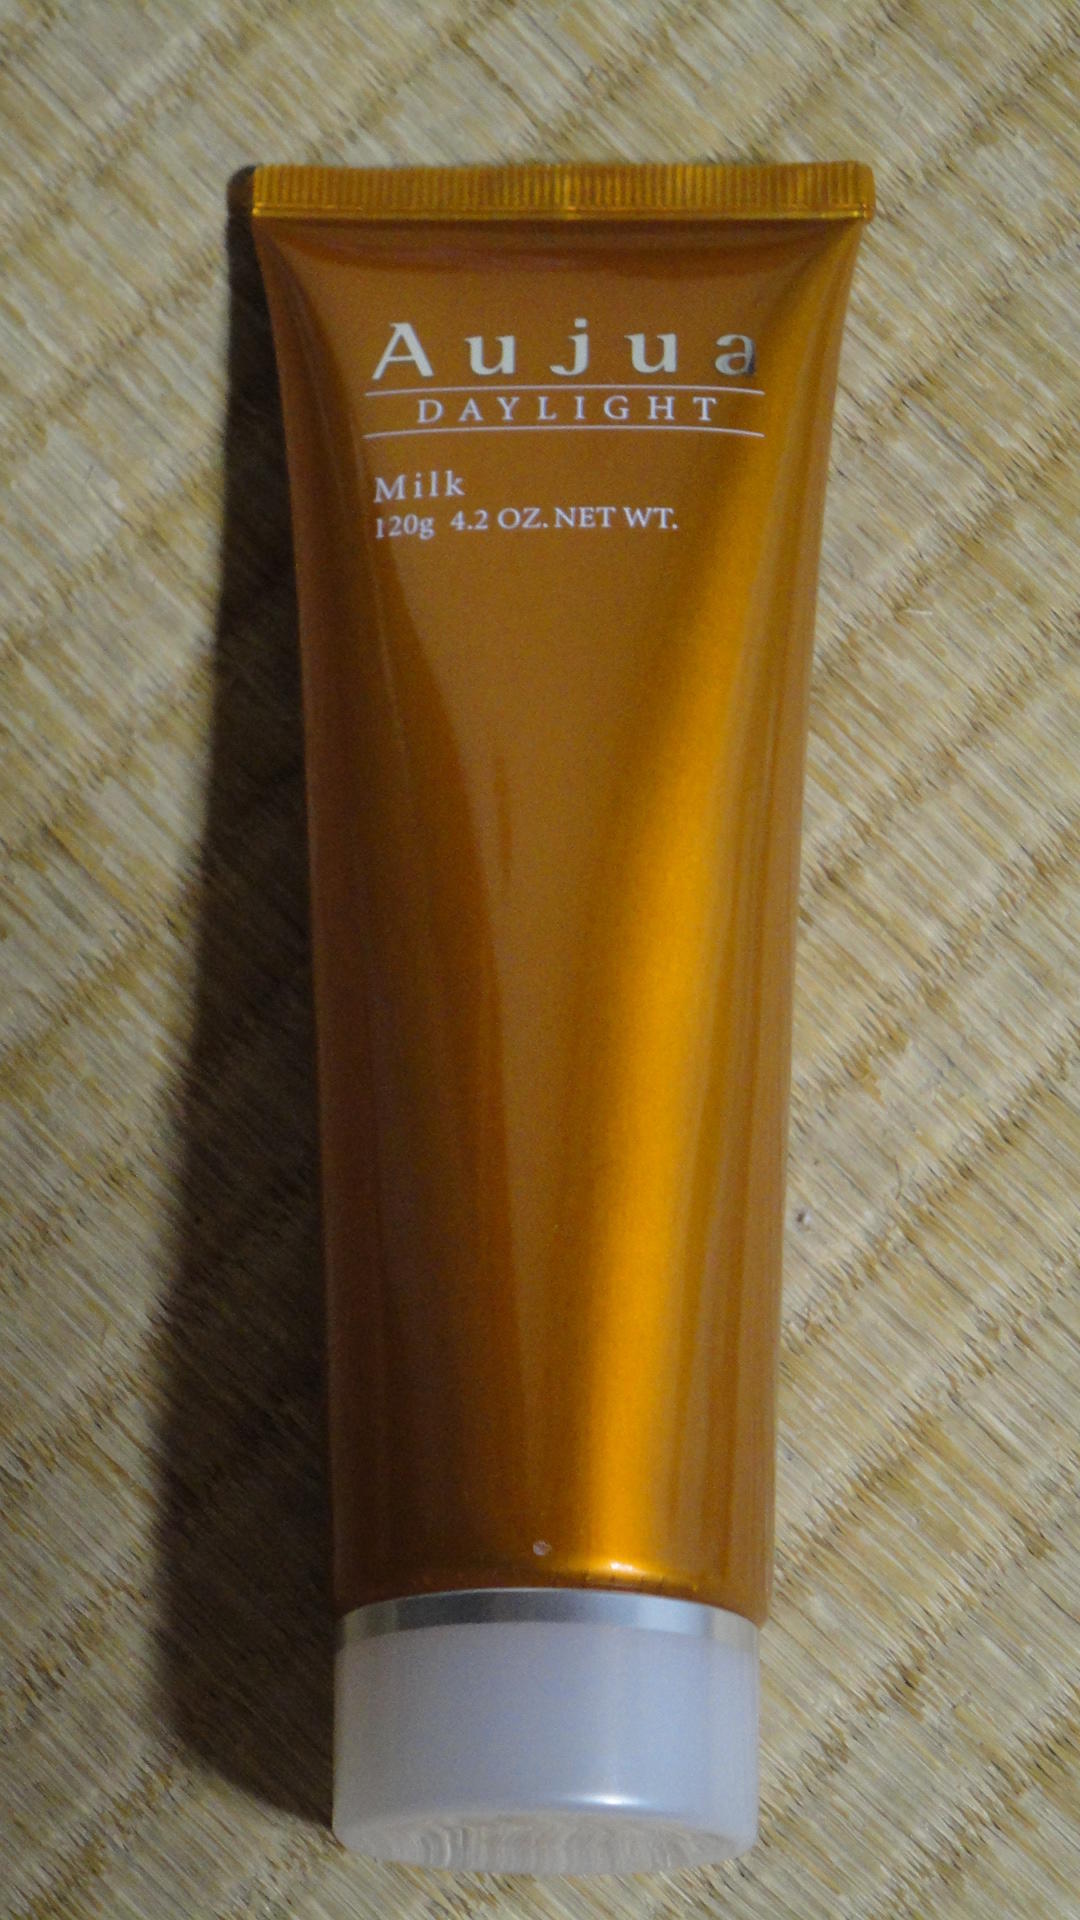 Aujua
DAYLIGHT
Milk
120g 4.2 OZ. NET WT.